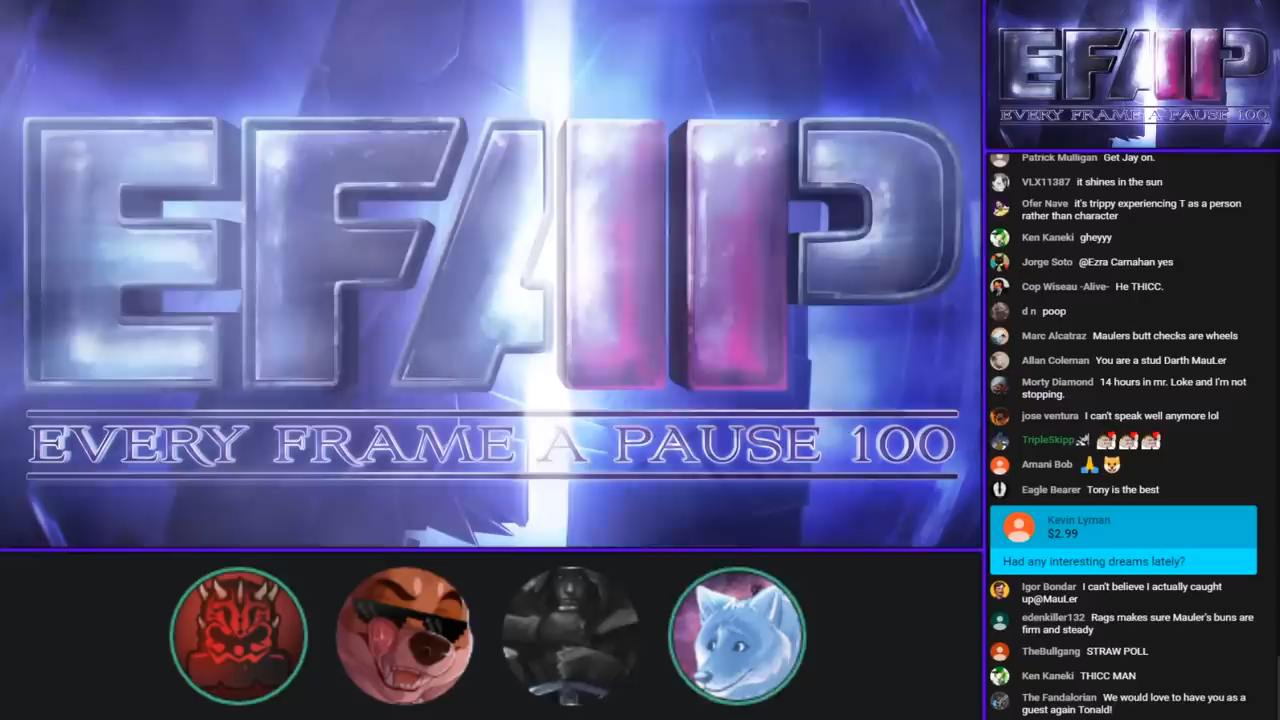 EFAIIP
EVERY FRAME A PAUSE 100
EFAIIP
EVERY FRAME A PAUSE 100
Patrick Mulligan Get Jay on.
VLX11387 it shines in the sun
Ofer Nave it's trippy experiencing T as a person
rather than character
Ken Kaneki gheyyy
Jorge Soto @Ezra Carnahan yes
Cop Wiseau -Alive- He THICC.
d n poop
Marc Alcatraz Maulers butt checks are wheels
Allan Coleman You are a stud Darth MauLer
Morty Diamond 14 hours in mr. Loke and I'm not
stopping.
jose ventura I can't speak well anymore lol
TripleSkipp
Amani Bob 🙏 😺
Eagle Bearer Tony is the best
Kevin Lyman
$2.99
Had any interesting dreams lately?
Igor Bondar I can't believe I actually caught
up@MauLer
edenkiller132 Rags makes sure Mauler's buns are
firm and steady
TheBullgang STRAW POLL
Ken Kaneki THICC MAN
The Fandalorian We would love to have you as a
guest again Tonald!